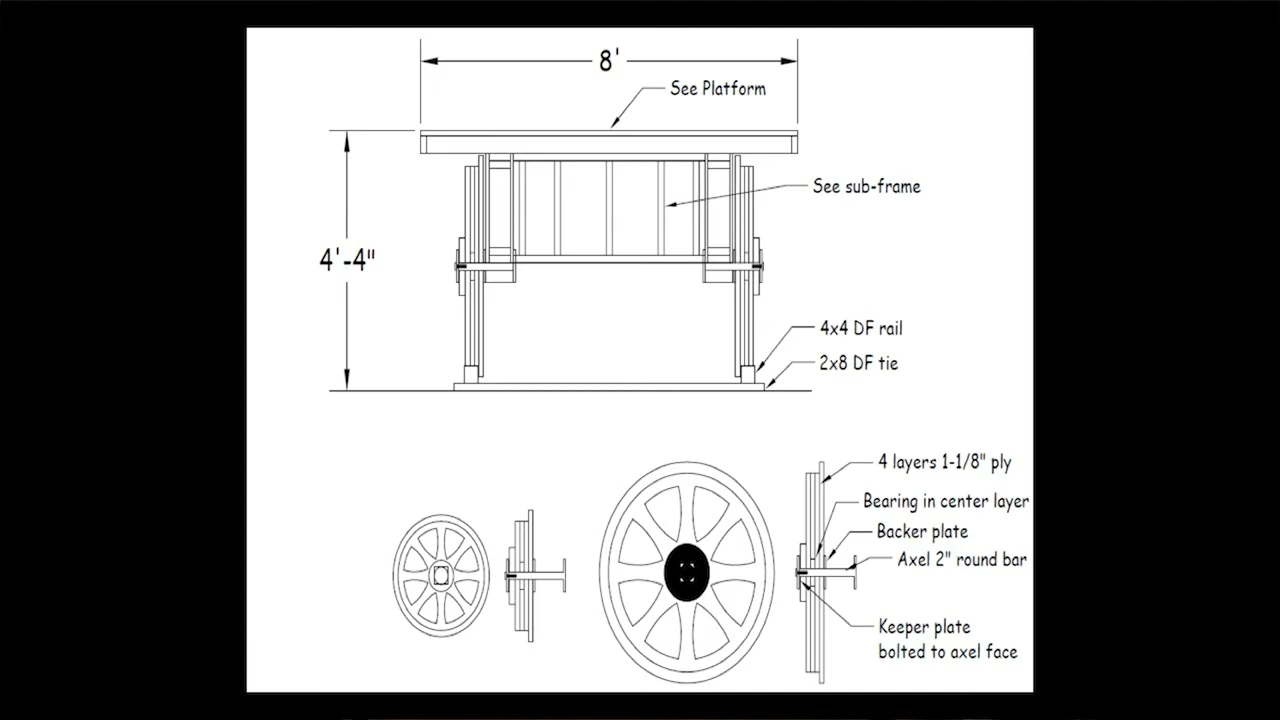 8'
See Platform
See sub-frame
4'-4"
4x4 DF rail
2x8 DF tie
4 layers 1-1/8" ply
Bearing in center layer
Backer plate
Axel 2" round bar
Keeper plate
bolted to axel face